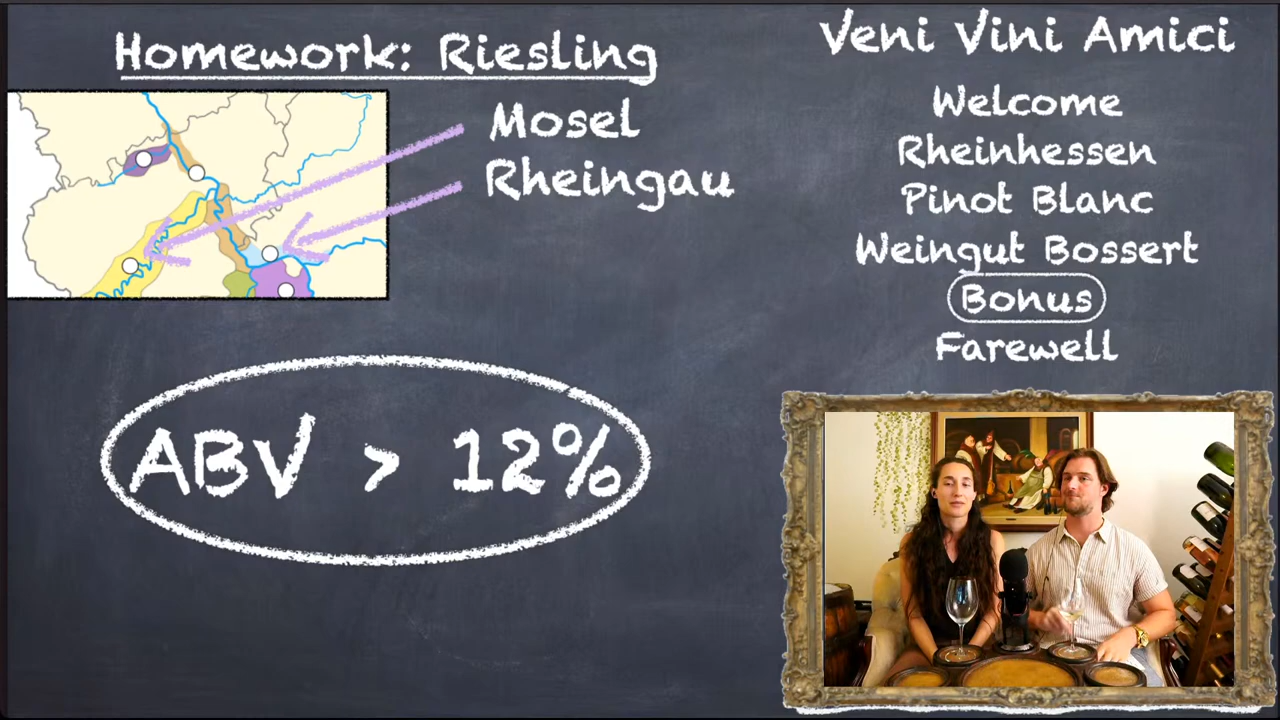 Homework: Riesling
Mosel
Rheingau
ABV > 12%
Veni Vini Amici
Welcome
Rheinhessen
Pinot Blanc
Weingut Bossert
Bonus
Farewell